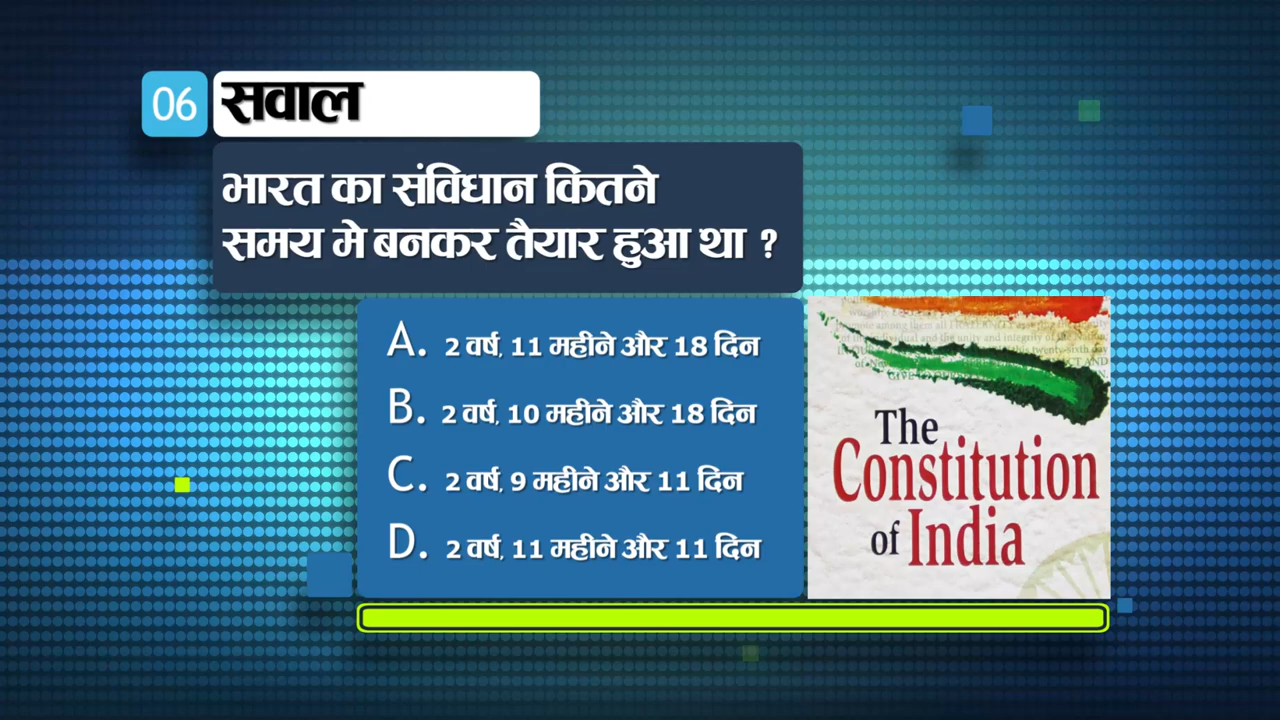 06 सवाल
भारत का संविधान कितने
समय मे बनकर तैयार हुआ था ?
A. 2 वर्ष, 11 महीने और 18 दिन
B. 2 वर्ष, 10 महीने और 18 दिन
C. 2 वर्ष, 9 महीने और 11 दिन
D. 2 वर्ष, 11 महीने और 11 दिन
The
Constitution
of India